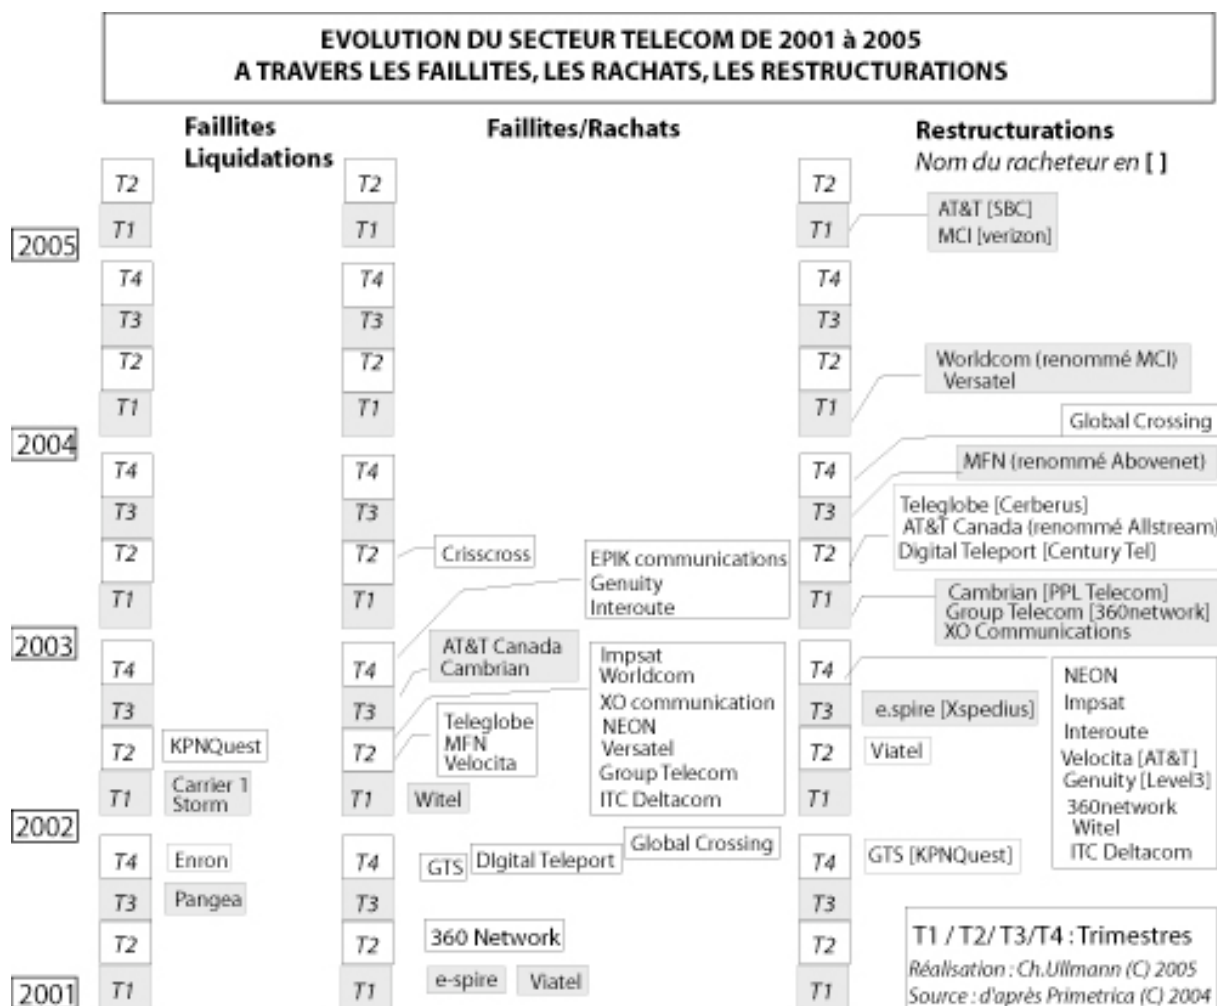 EVOLUTION DU SECTEUR TELECOM DE 2001 à 2005
A TRAVERS LES FAILLITES, LES RACHATS, LES RESTRUCTURATIONS
Faillites
Liquidations
Faillites/Rachats
Restructurations
Nom du racheteur en [ ]
T2
T1
2005
T4
T3
T2
T1
2004
T4
T3
T2
T1
2003
T4
T3
T2
KPNQuest
T1
Carrier 1
Storm
2002
T4
Enron
T3
Pangea
T2
T1
2001
T2
T1
T4
T3
T2
T1
T4
T3
T2
Crisscross
T1
EPIK communications
Genuity
Interoute
T4
AT&T Canada
Cambrian
T3
Impsat
Worldcom
XO communication
NEON
Versatel
Group Telecom
ITC Deltacom
T2
Teleglobe
MFN
Velocita
T1
Witel
T4
GTS
DIgital Teleport
Global Crossing
T3
T2
360 Network
T1
e-spire
Viatel
T2
T1
AT&T [SBC]
MCI [verizon]
T4
T3
T2
Worldcom (renommé MCI)
Versatel
T1
Global Crossing
T4
MFN (renommé Abovenet)
T3
Teleglobe [Cerberus]
AT&T Canada (renommé Allstream)
Digital Teleport [Century Tel]
T2
T1
Cambrian [PPL Telecom]
Group Telecom [360network]
XO Communications
T4
NEON
Impsat
Interoute
Velocita [AT&T]
Genuity [Level3]
360network
Witel
ITC Deltacom
T3
e.spire [Xspedius]
T2
Viatel
T1
T4
GTS [KPNQuest]
T3
T2
T1
T1 / T2/ T3/T4 : Trimestres
Réalisation : Ch.Ullmann (C) 2005
Source : d'après Primetrica (C) 2004